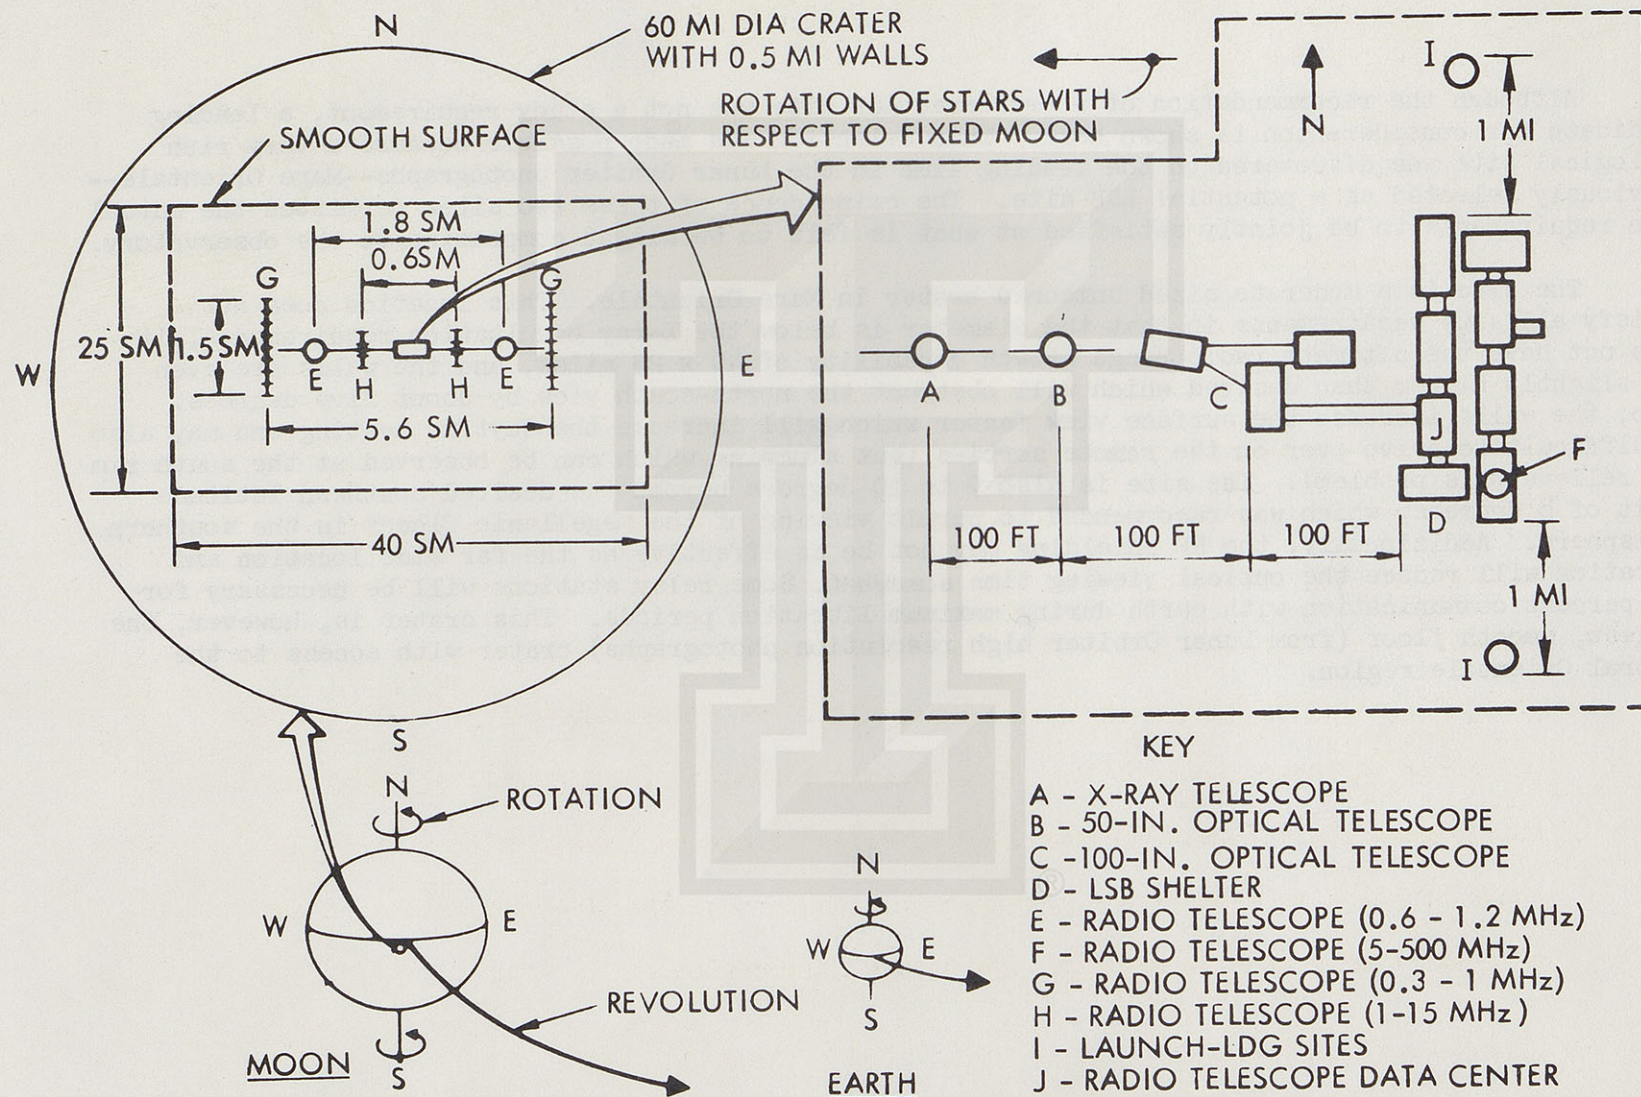 N
60 MI DIA CRATER
WITH 0.5 MI WALLS
SMOOTH SURFACE
ROTATION OF STARS WITH
RESPECT TO FIXED MOON
N
I
1 MI
1.8 SM
0.6SM
G
G
25 SM
1.5 SM
W
E
H
H
E
E
5.6 SM
40 SM
S
A
B
C
J
F
D
100 FT
100 FT
100 FT
1 MI
I
N
ROTATION
W
E
REVOLUTION
MOON
S
N
W
E
S
EARTH
KEY
A - X-RAY TELESCOPE
B - 50-IN. OPTICAL TELESCOPE
C -100-IN. OPTICAL TELESCOPE
D - LSB SHELTER
E - RADIO TELESCOPE (0.6 - 1.2 MHz)
F - RADIO TELESCOPE (5-500 MHz)
G - RADIO TELESCOPE (0.3 - 1 MHz)
H - RADIO TELESCOPE (1-15 MHz)
I - LAUNCH-LDG SITES
J - RADIO TELESCOPE DATA CENTER
®